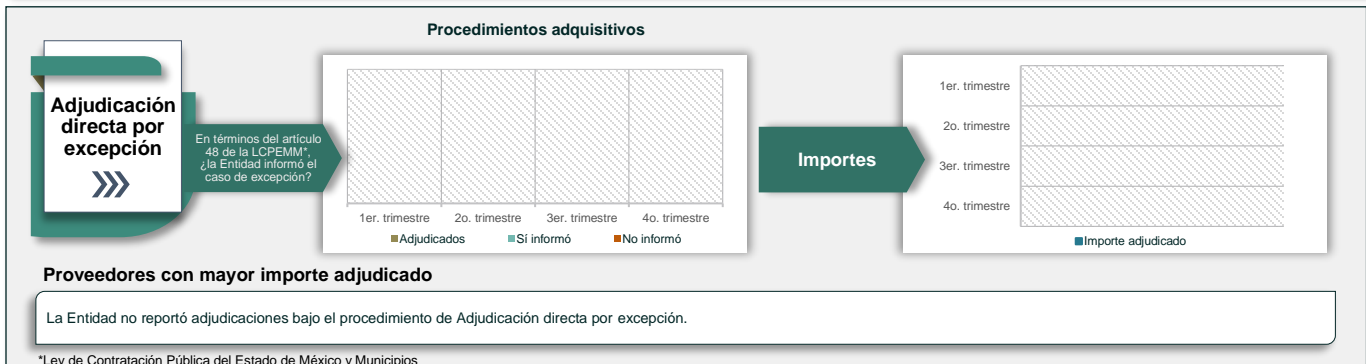 Procedimientos adquisitivos
Adjudicación
directa por
excepción
En términos del artículo
48 de la LCPEMM*,
¿la Entidad informó el
caso de excepción?
1er. trimestre 2o. trimestre 3er. trimestre 4o. trimestre
Adjudicados Sí informó No informó
Importes
1er. trimestre
2o. trimestre
3er. trimestre
4o. trimestre
Importe adjudicado
Proveedores con mayor importe adjudicado
La Entidad no reportó adjudicaciones bajo el procedimiento de Adjudicación directa por excepción.
*Ley de Contratación Pública del Estado de México y Municipios